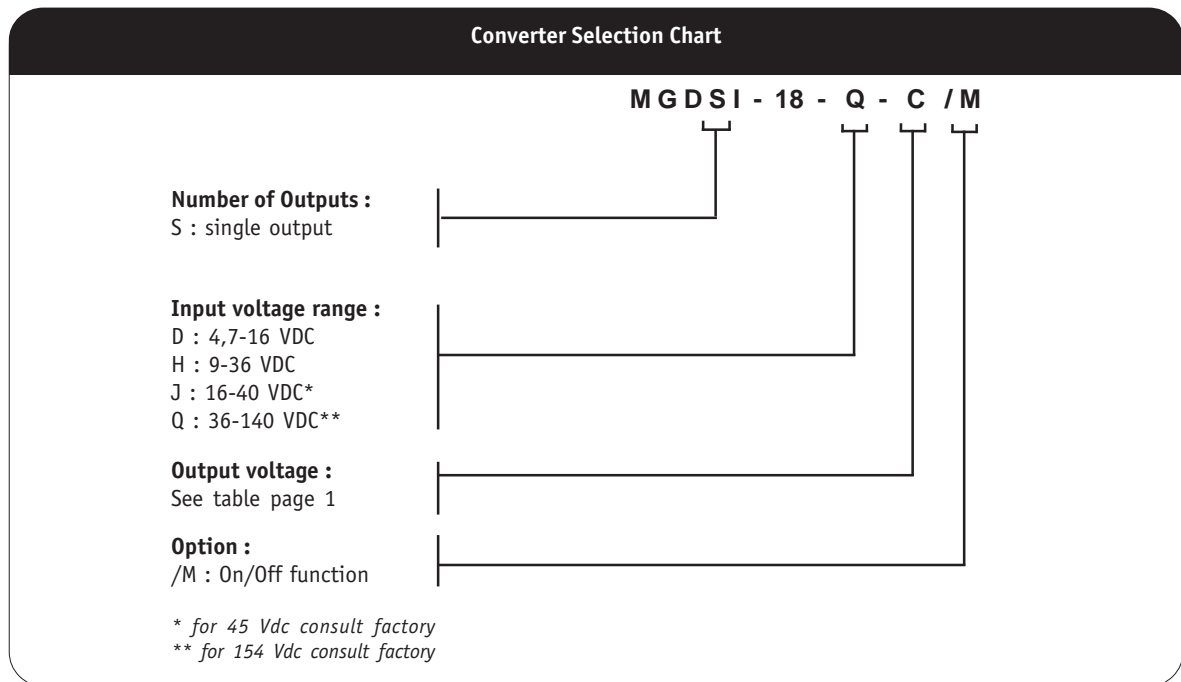 Converter Selection Chart
MGDSI - 18 - Q - C /M
Number of Outputs :
S : single output
Input voltage range :
D : 4,7-16 VDC
H : 9-36 VDC
J : 16-40 VDC*
Q : 36-140 VDC**
Output voltage :
See table page 1
Option :
/M : On/Off function
* for 45 Vdc consult factory
** for 154 Vdc consult factory